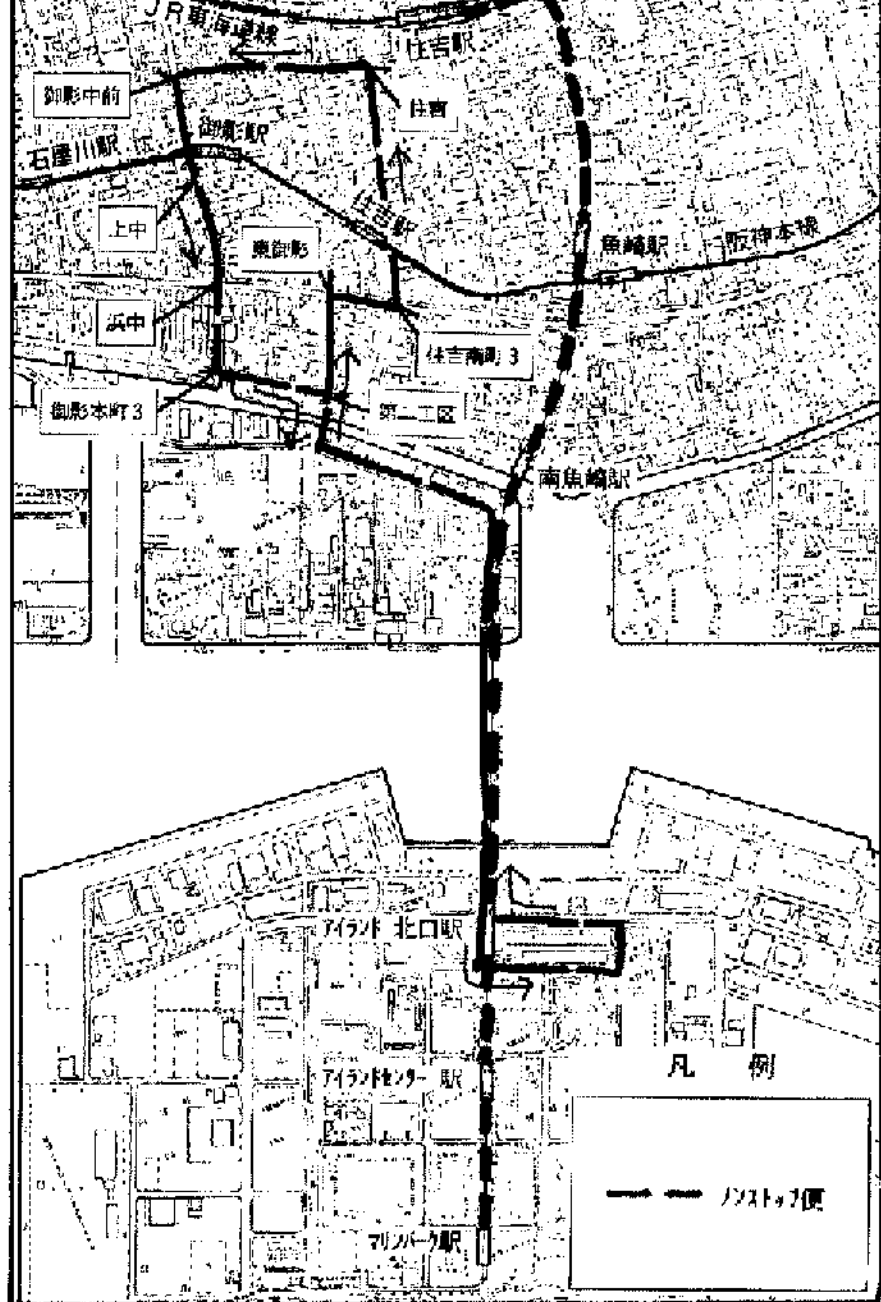 JR東海道線
住吉駅
御影中前
住吉
御影駅
石屋川駅
上中
住吉駅
東御影
魚崎駅
阪神本線
浜中
住吉南町3
御影本町3
第二工区
南魚崎駅
アイランド 北口駅
アイランドセンター 駅
凡 例
ノンストップ便
マリンパーク駅